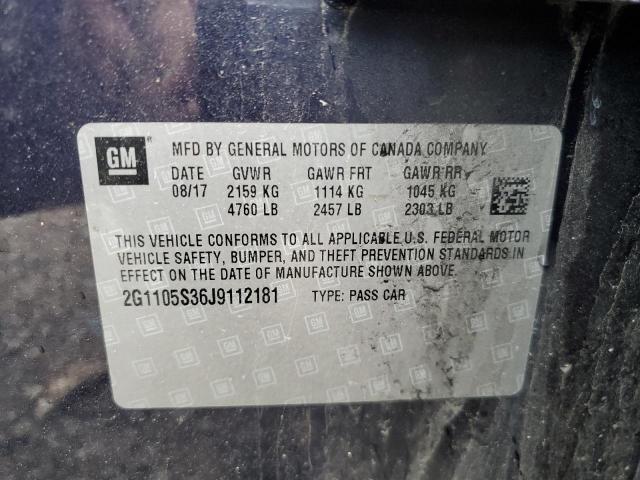 GM
MFD BY GENERAL MOTORS OF CANADA COMPANY
DATE GVWR GAWR FRT GAWR RR
08/17 2159 KG 1114 KG 1045 KG
4760 LB 2457 LB 2303 LB
THIS VEHICLE CONFORMS TO ALL APPLICABLE U.S. FEDERAL MOTOR
VEHICLE SAFETY, BUMPER, AND THEFT PREVENTION STANDARDS IN
EFFECT ON THE DATE OF MANUFACTURE SHOWN ABOVE.
2G1105S36J9112181 TYPE: PASS CAR